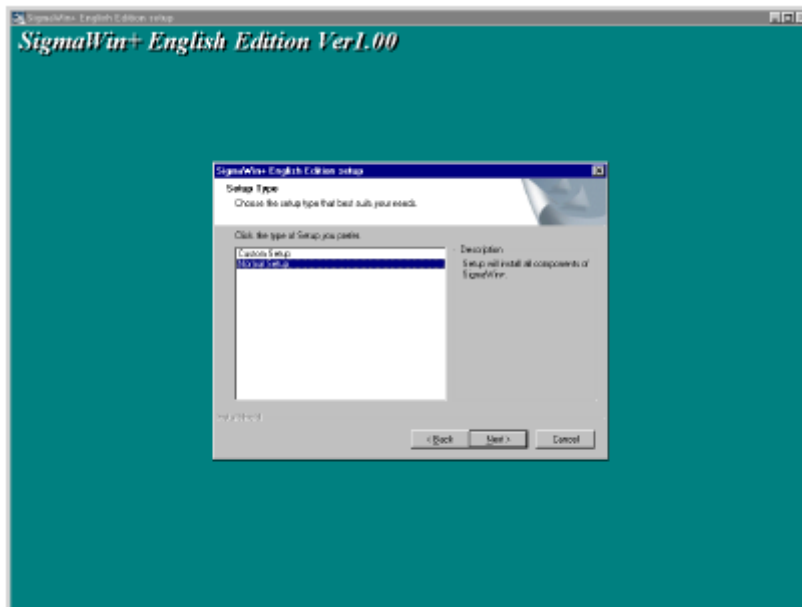 SigmaWin+ English Edition setup
SigmaWin+ English Edition Ver1.00
SigmaWin+ English Edition setup
Setup Type
Choose the setup type that best suits your needs.
Click the type of Setup you prefer.
Custom Setup
Normal Setup
Description
Setup will install all components of
SigmaWin+.
InstallShield
< Back
Next >
Cancel